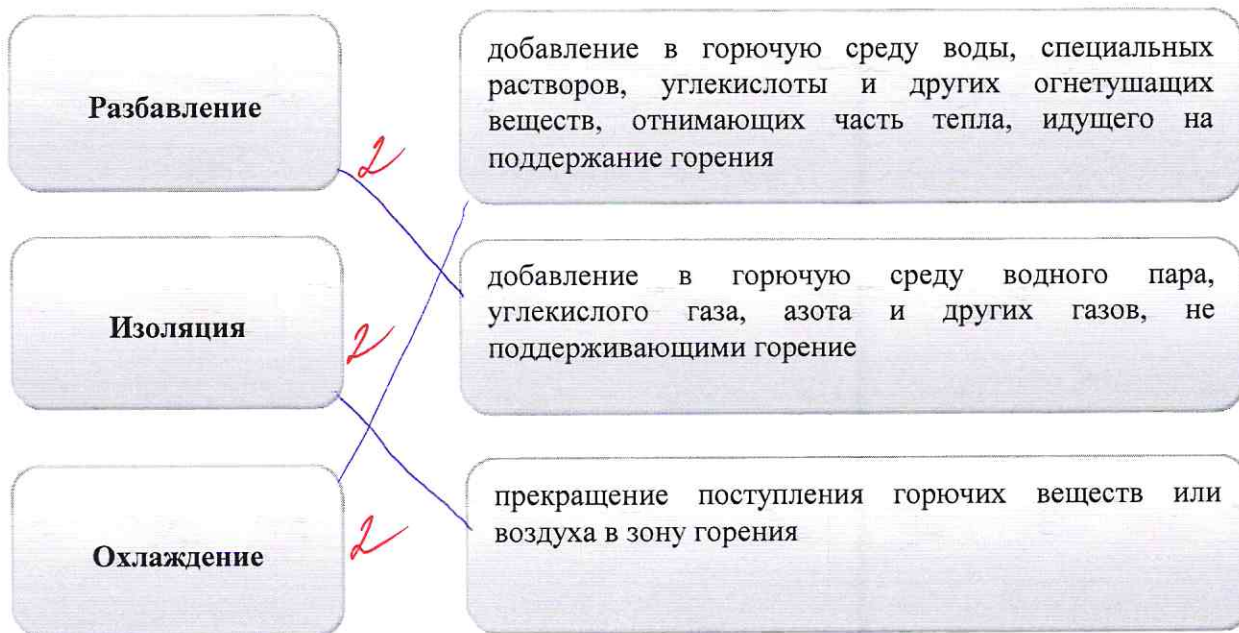 Разбавление
добавление в горючую среду воды, специальных
растворов, углекислоты и других огнетушащих
веществ, отнимающих часть тепла, идущего на
поддержание горения
2
Изоляция
добавление в горючую среду водного пара,
углекислого газа, азота и других газов, не
поддерживающими горение
2
Охлаждение
прекращение поступления горючих веществ или
воздуха в зону горения
2